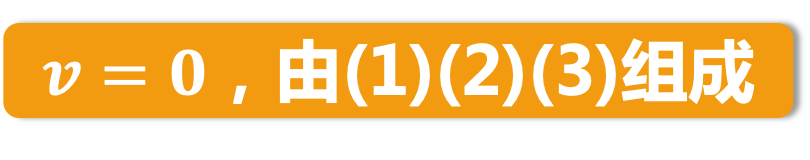 v = 0，由(1)(2)(3)组成